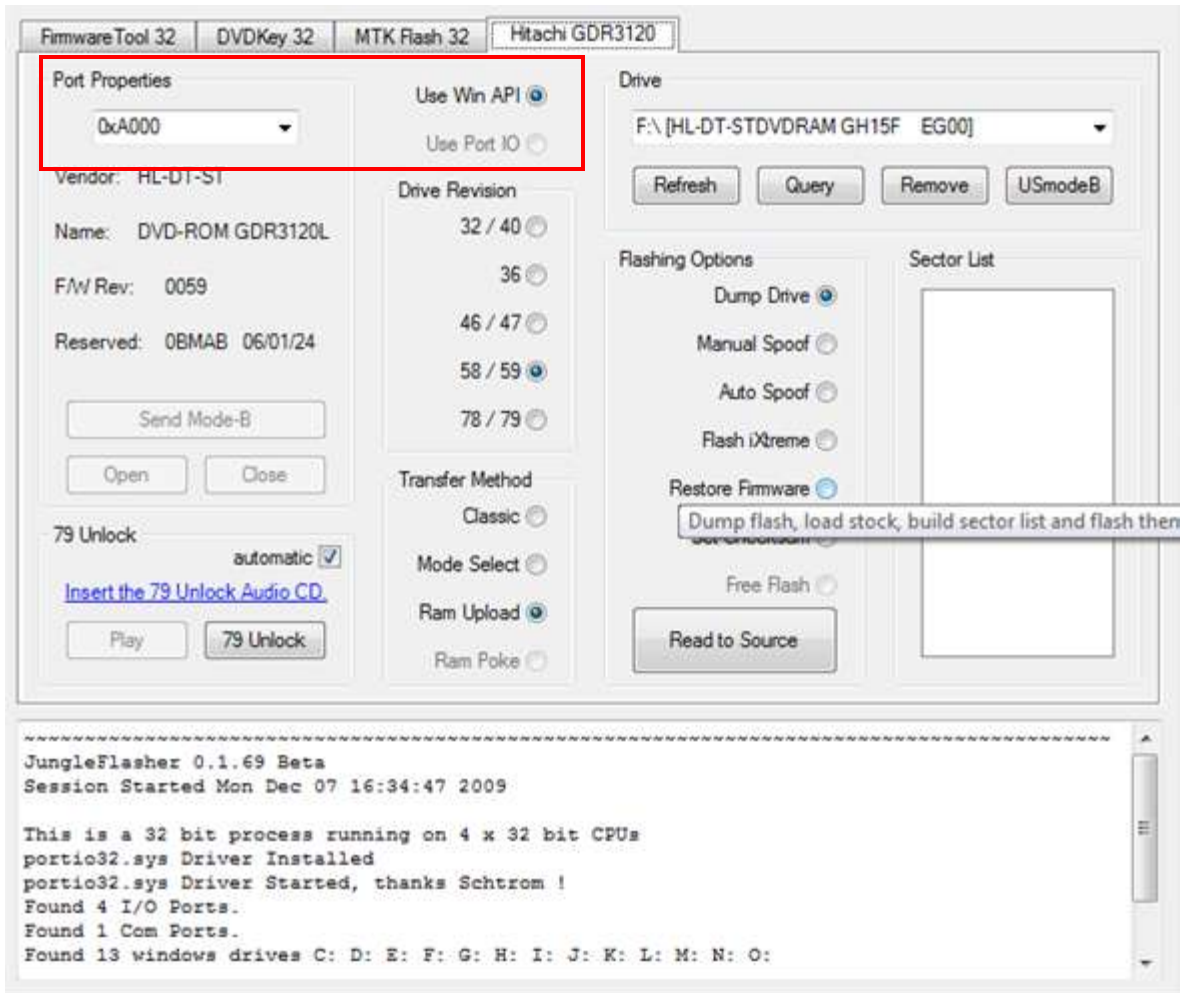 FirmwareTool 32
DVDKey 32
MTK Flash 32
Hitachi GDR3120
Port Properties
0xA000
Use Win API
Use Port IO
Vendor: HL-DT-ST
Name: DVD-ROM GDR3120L
F/W Rev: 0059
Reserved: 0BMAB 06/01/24
Send Mode-B
Open
Close
79 Unlock
automatic
Insert the 79 Unlock Audio CD.
Play
79 Unlock
Drive Revision
32 / 40
36
46 / 47
58 / 59
78 / 79
Transfer Method
Classic
Mode Select
Ram Upload
Ram Poke
Drive
F:\ [HL-DT-STDVDRAM GH15F EG00]
Refresh
Query
Remove
USmodeB
Flashing Options
Dump Drive
Manual Spoof
Auto Spoof
Flash iXtreme
Restore Firmware
Dump flash, load stock, build sector list and flash then
Free Flash
Read to Source
Sector List
~~~~~~~~~~~~~~~~~~~~~~~~~~~~~~~~~~~~~~~~~~~~~~~~~~~~~~~~~~~~~~~~~~~~~~~~~~~~~~~~~~~~~~~
JungleFlasher 0.1.69 Beta
Session Started Mon Dec 07 16:34:47 2009
This is a 32 bit process running on 4 x 32 bit CPUs
portio32.sys Driver Installed
portio32.sys Driver Started, thanks Schtrom !
Found 4 I/O Ports.
Found 1 Com Ports.
Found 13 windows drives C: D: E: F: G: H: I: J: K: L: M: N: O: